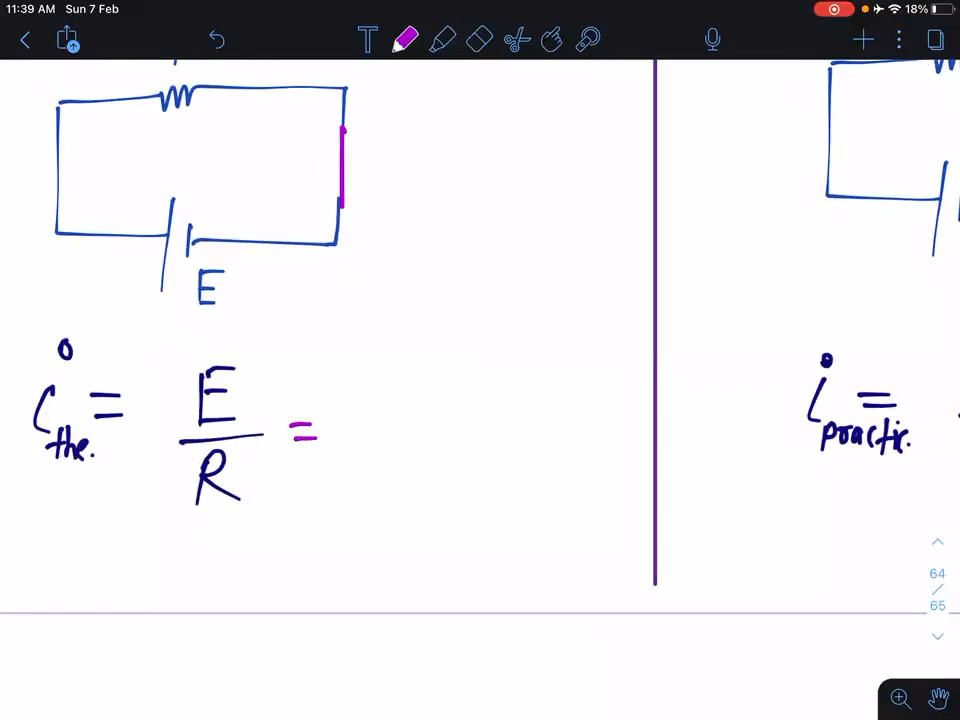 11:39 AM Sun 7 Feb
18%
T
E
i the. = E / R =
i practic. =
64
/
65